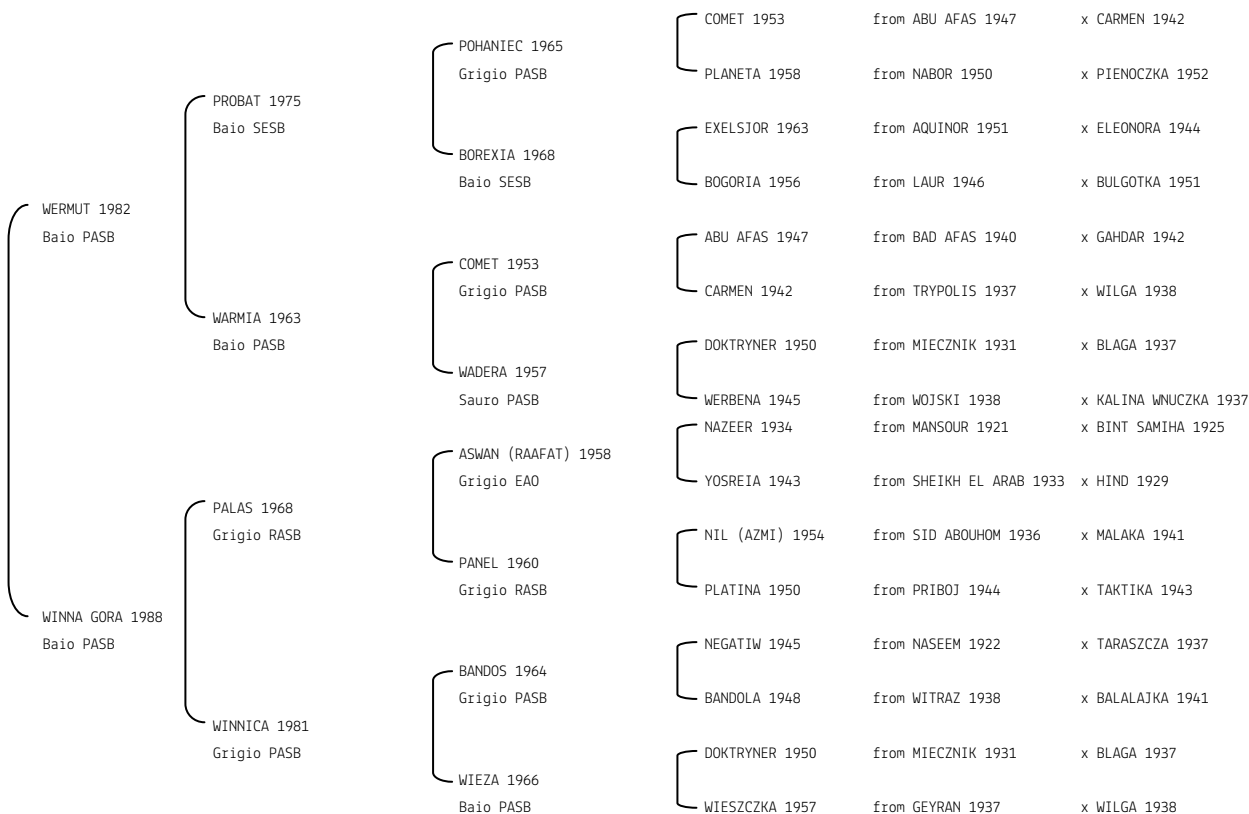 COMET 1953 from ABU AFAS 1947 x CARMEN 1942
POHANIEC 1965
Grigio PASB
PLANETA 1958 from NABOR 1950 x PIENOCZKA 1952
PROBAT 1975
Baio SESB
EXELSJOR 1963 from AQUINOR 1951 x ELEONORA 1944
BOREXIA 1968
Baio SESB
BOGORIA 1956 from LAUR 1946 x BULGOTKA 1951
WERMUT 1982
Baio PASB
ABU AFAS 1947 from BAD AFAS 1940 x GAHDAR 1942
COMET 1953
Grigio PASB
CARMEN 1942 from TRYPOLIS 1937 x WILGA 1938
WARMIA 1963
Baio PASB
DOKTRYNER 1950 from MIECZNIK 1931 x BLAGA 1937
WADERA 1957
Sauro PASB
WERBENA 1945 from WOJSKI 1938 x KALINA WNUCZKA 1937
NAZEER 1934 from MANSOUR 1921 x BINT SAMIHA 1925
ASWAN (RAAFAT) 1958
Grigio EAO
YOSREIA 1943 from SHEIKH EL ARAB 1933 x HIND 1929
PALAS 1968
Grigio RASB
NIL (AZMI) 1954 from SID ABOUHOM 1936 x MALAKA 1941
PANEL 1960
Grigio RASB
PLATINA 1950 from PRIBOJ 1944 x TAKTIKA 1943
WINNA GORA 1988
Baio PASB
NEGATIW 1945 from NASEEM 1922 x TARASZCZA 1937
BANDOS 1964
Grigio PASB
BANDOLA 1948 from WITRAZ 1938 x BALALAJKA 1941
WINNICA 1981
Grigio PASB
DOKTRYNER 1950 from MIECZNIK 1931 x BLAGA 1937
WIEZA 1966
Baio PASB
WIESZCZKA 1957 from GEYRAN 1937 x WILGA 1938